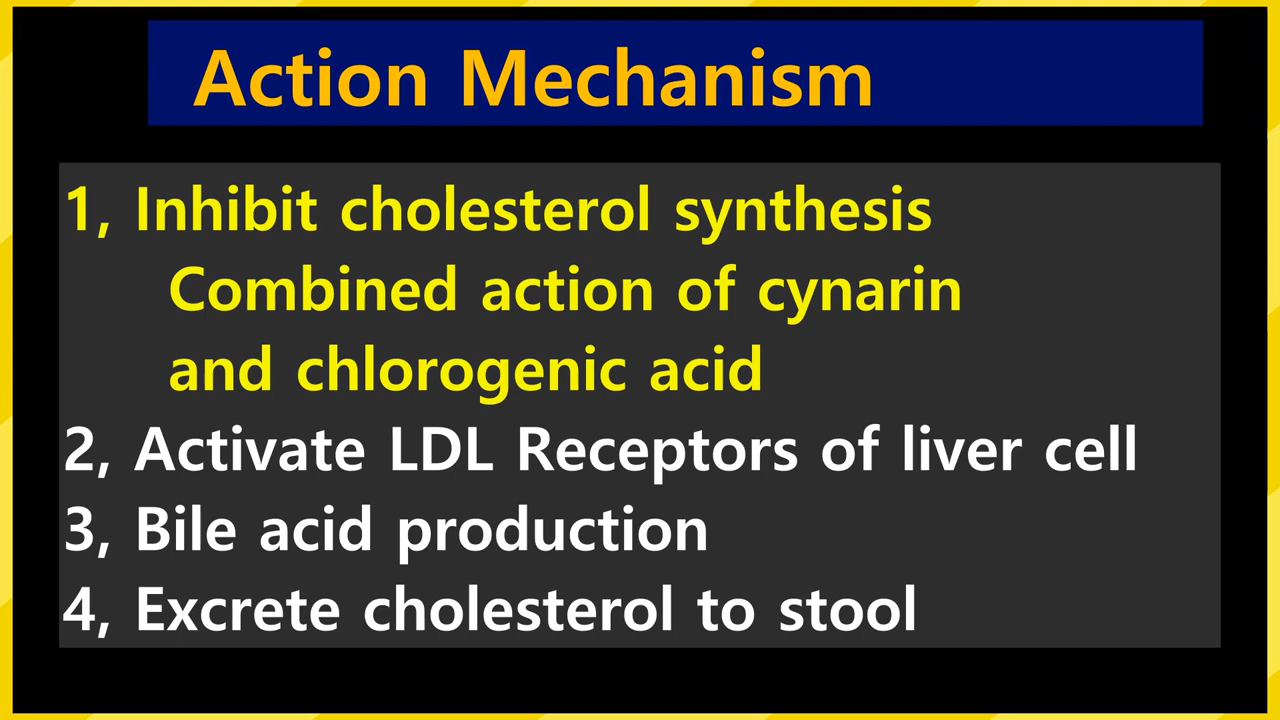 Action Mechanism
1, Inhibit cholesterol synthesis
Combined action of cynarin
and chlorogenic acid
2, Activate LDL Receptors of liver cell
3, Bile acid production
4, Excrete cholesterol to stool